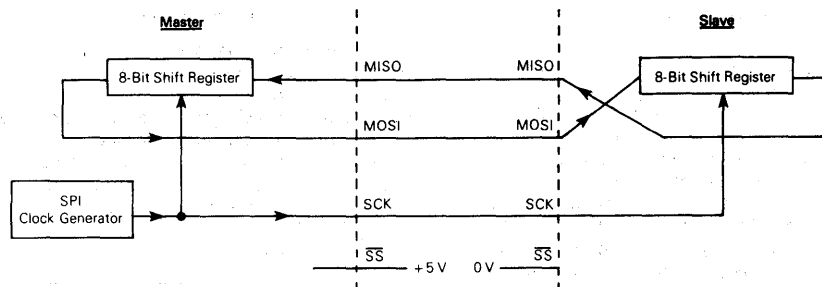 Master
Slave
8-Bit Shift Register
MISO
MISO
8-Bit Shift Register
MOSI
MOSI
SPI
Clock Generator
SCK
SCK
SS
+5 V
0 V
SS